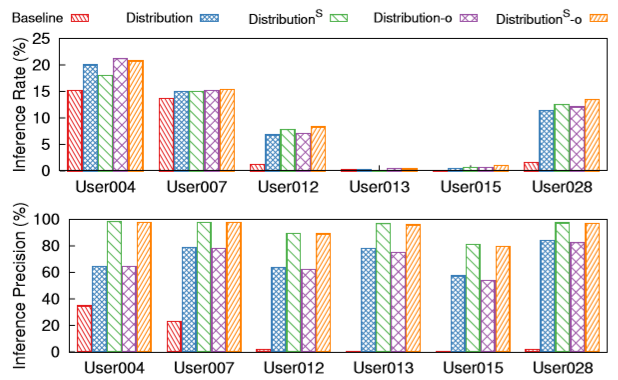 Baseline Distribution Distribution^S Distribution-o Distribution^S-o
Inference Rate (%)
25
20
15
10
5
0
User004 User007 User012 User013 User015 User028
Inference Precision (%)
100
80
60
40
20
0
User004 User007 User012 User013 User015 User028